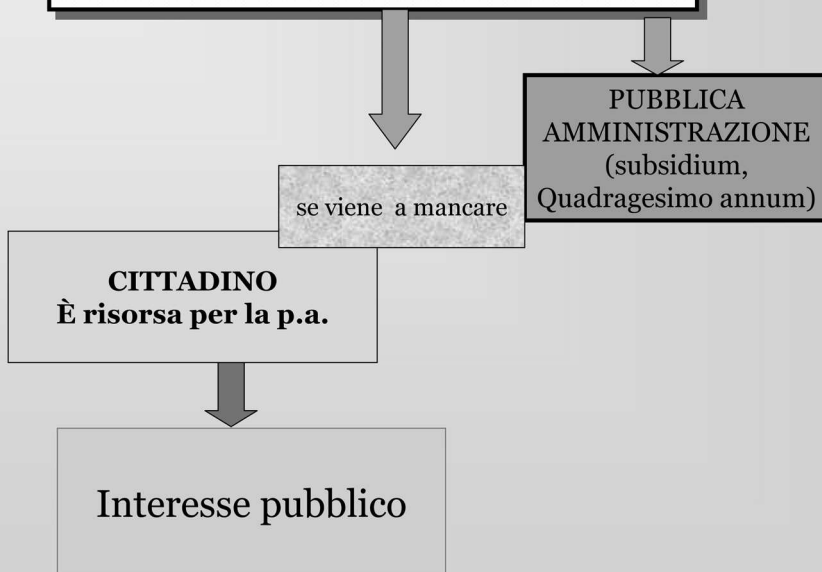 PUBBLICA
AMMINISTRAZIONE
(subsidium,
Quadragesimo annum)
se viene a mancare
CITTADINO
È risorsa per la p.a.
Interesse pubblico